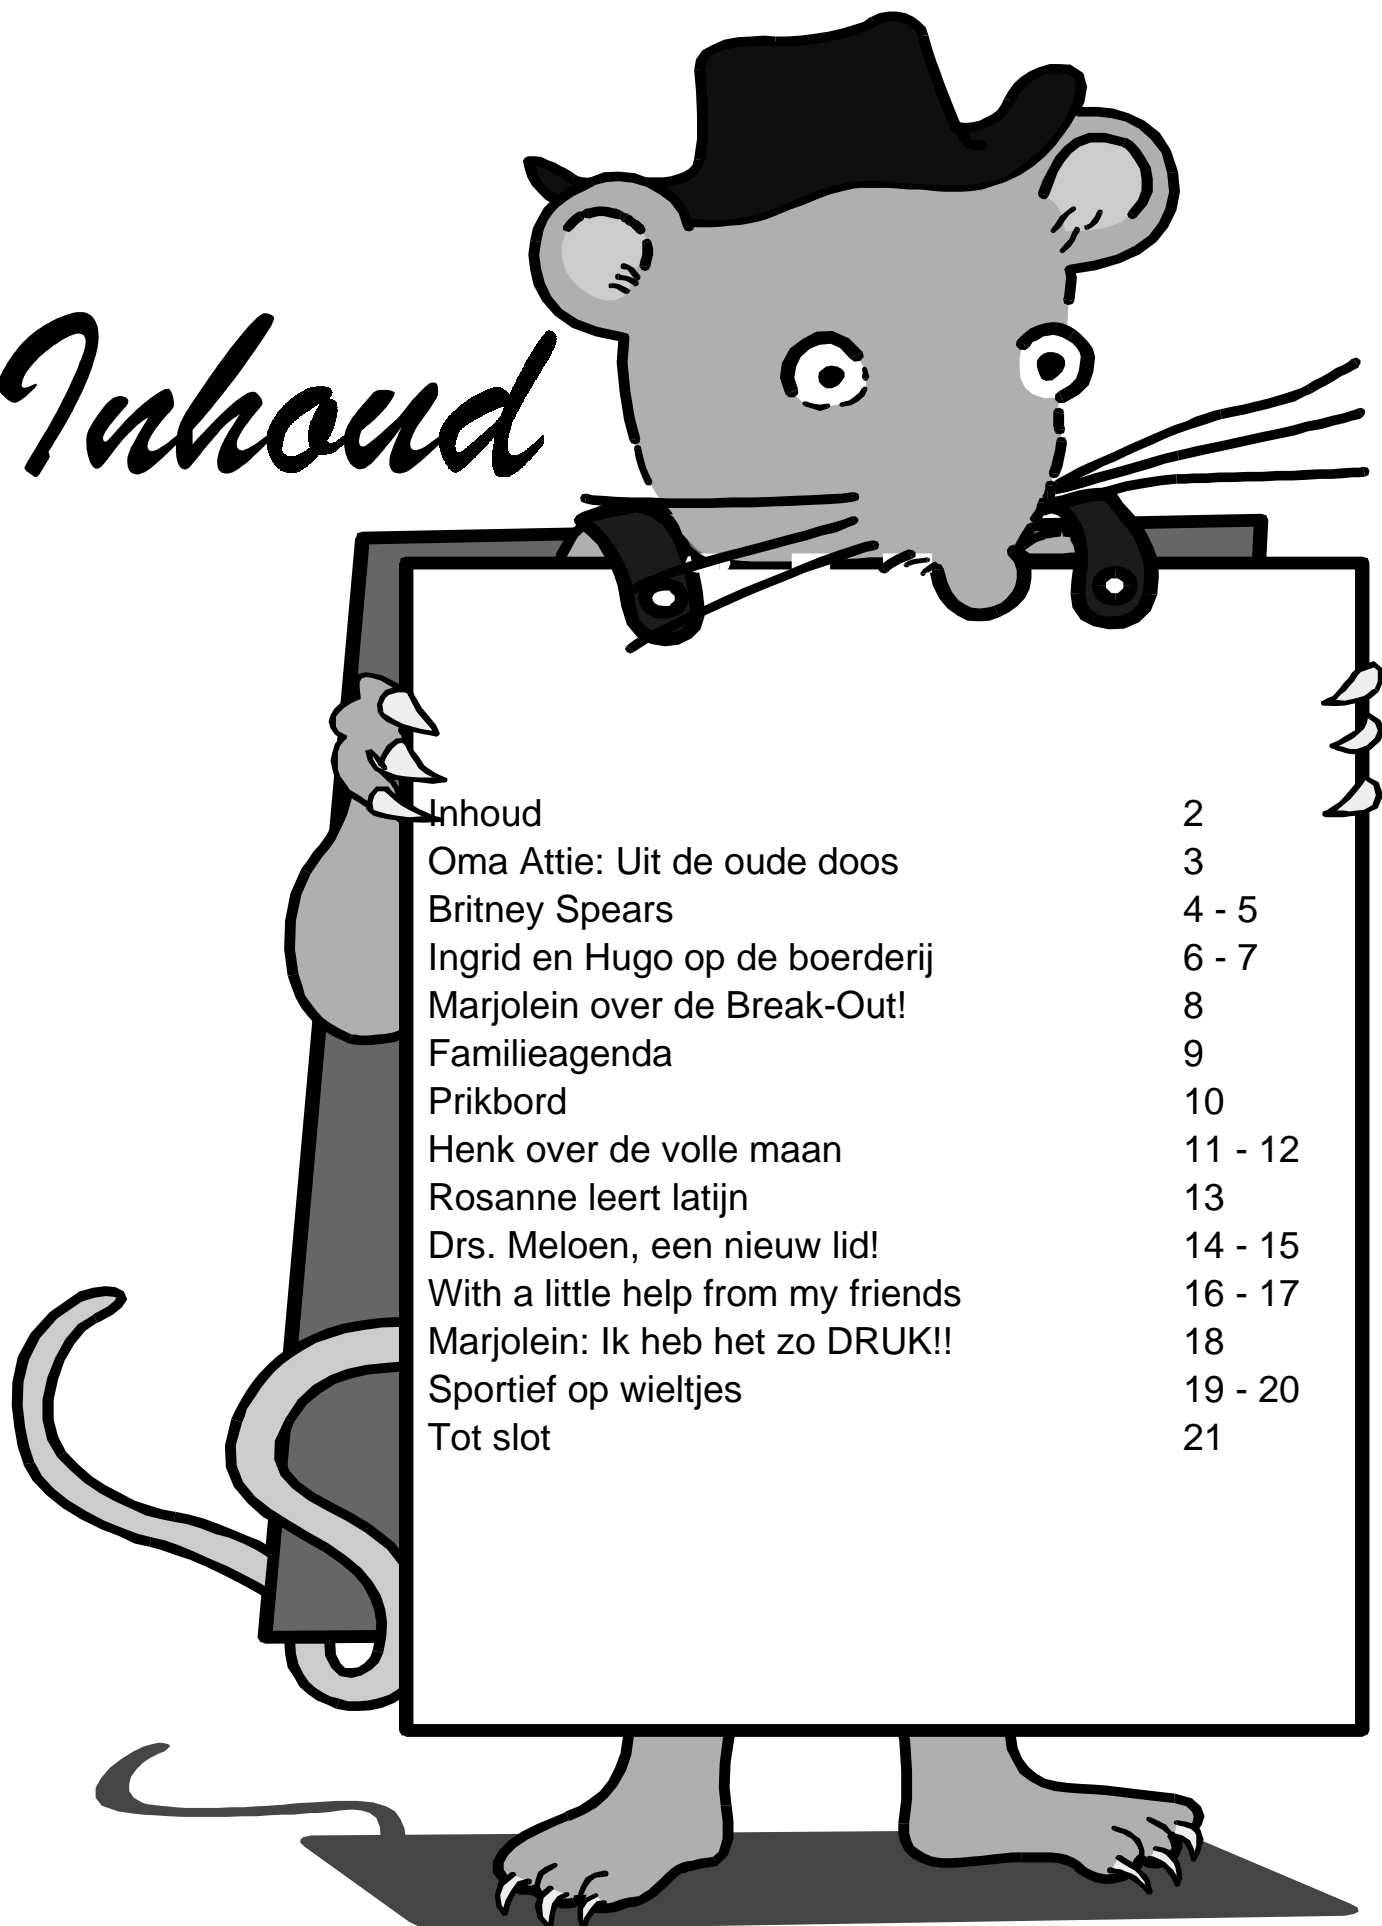 Inhoud
Inhoud 2
Oma Attie: Uit de oude doos 3
Britney Spears 4 - 5
Ingrid en Hugo op de boerderij 6 - 7
Marjolein over de Break-Out! 8
Familieagenda 9
Prikbord 10
Henk over de volle maan 11 - 12
Rosanne leert latijn 13
Drs. Meloen, een nieuw lid! 14 - 15
With a little help from my friends 16 - 17
Marjolein: Ik heb het zo DRUK!! 18
Sportief op wieltjes 19 - 20
Tot slot 21